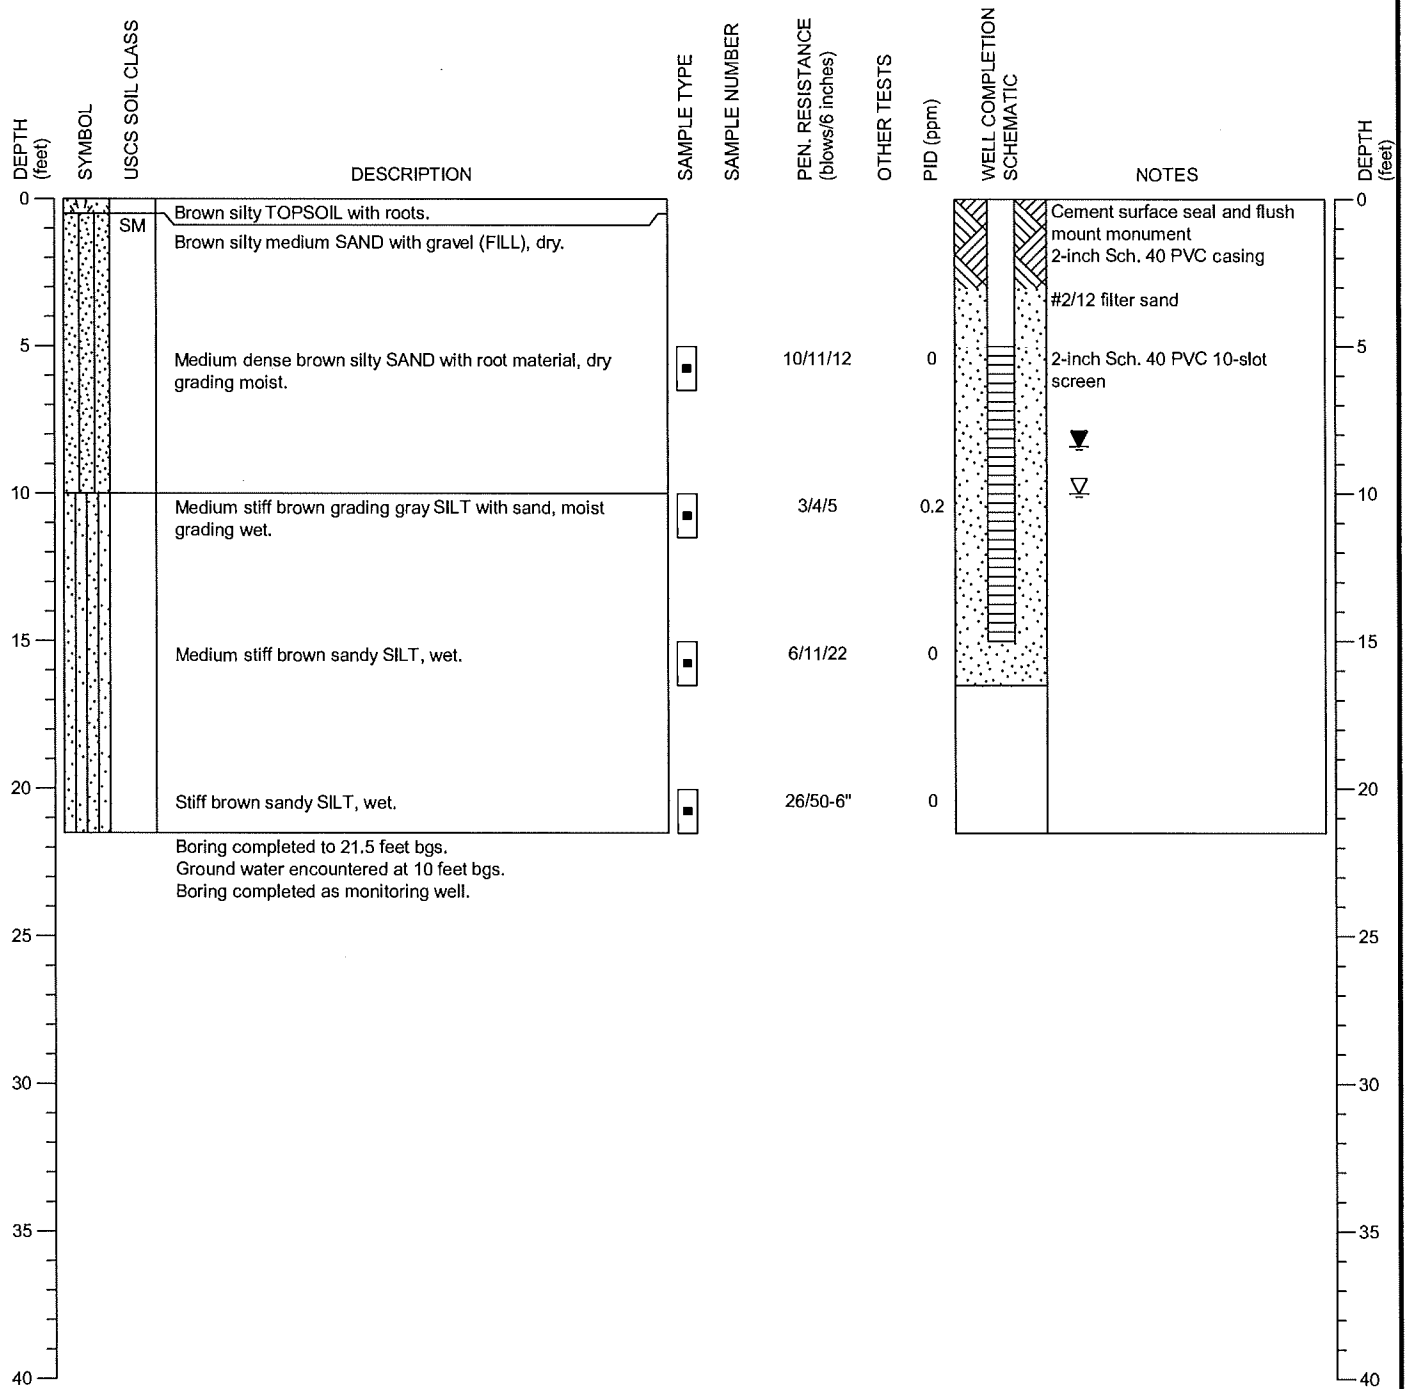 DEPTH
(feet)
SYMBOL
USCS SOIL CLASS
DESCRIPTION
SAMPLE TYPE
SAMPLE NUMBER
PEN. RESISTANCE
(blows/6 inches)
OTHER TESTS
PID (ppm)
WELL COMPLETION
SCHEMATIC
NOTES
DEPTH
(feet)
0
Brown silty TOPSOIL with roots.
SM
Brown silty medium SAND with gravel (FILL), dry.
Cement surface seal and flush
mount monument
2-inch Sch. 40 PVC casing
#2/12 filter sand
0
5
Medium dense brown silty SAND with root material, dry
grading moist.
10/11/12
0
2-inch Sch. 40 PVC 10-slot
screen
5
10
Medium stiff brown grading gray SILT with sand, moist
grading wet.
3/4/5
0.2
10
15
Medium stiff brown sandy SILT, wet.
6/11/22
0
15
20
Stiff brown sandy SILT, wet.
26/50-6"
0
20
Boring completed to 21.5 feet bgs.
Ground water encountered at 10 feet bgs.
Boring completed as monitoring well.
25
25
30
30
35
35
40
40